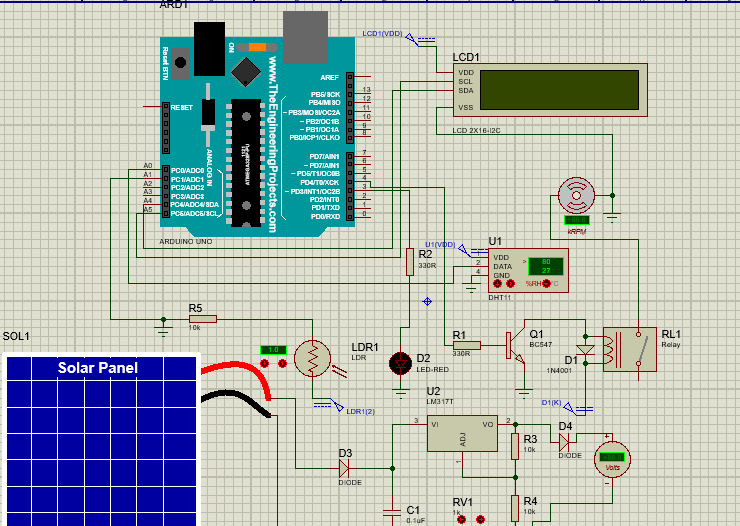 ARD1
ON
Reset BTN
www.TheEngineeringProjects.com
ANALOG IN
RESET
AREF
PB5/SCK
PB4/MISO
~PB3/MOSI/OC2A
~PB2/OC1B
~PB1/OC1A
PB0/ICP1/CLKO
13
12
11
10
9
8
PD7/AIN1
~PD7/AIN1
~PD5/T1/OC0B
PD4/T0/XCK
~PD3/INT1/OC2B
PD2/INT0
PD1/TXD
PD0/RXD
7
6
5
4
3
2
1
0
A0
A1
A2
A3
A4
A5
PC0/ADC0
PC1/ADC1
PC2/ADC2
PC3/ADC3
PC4/ADC4/SDA
PC5/ADC5/SCL
ARDUINO UNO
LCD1(VDD)
LCD1
VDD
SCL
SDA
VSS
LCD 2X16-I2C
kRPM
U1(VDD)
U1
1
2
4
VDD
DATA
GND
>
60
27
%RH
°C
DHT11
R2
330R
R5
10k
SOL1
Solar Panel
1.0
LDR1
LDR
LDR1(2)
D2
LED-RED
R1
330R
Q1
BC547
D1
1N4001
D1(K)
RL1
Relay
U2
LM317T
3
VI
VO
2
ADJ
1
R3
10k
D4
DIODE
+
Volts
-
D3
DIODE
C1
0.1uF
RV1
1k
R4
10k